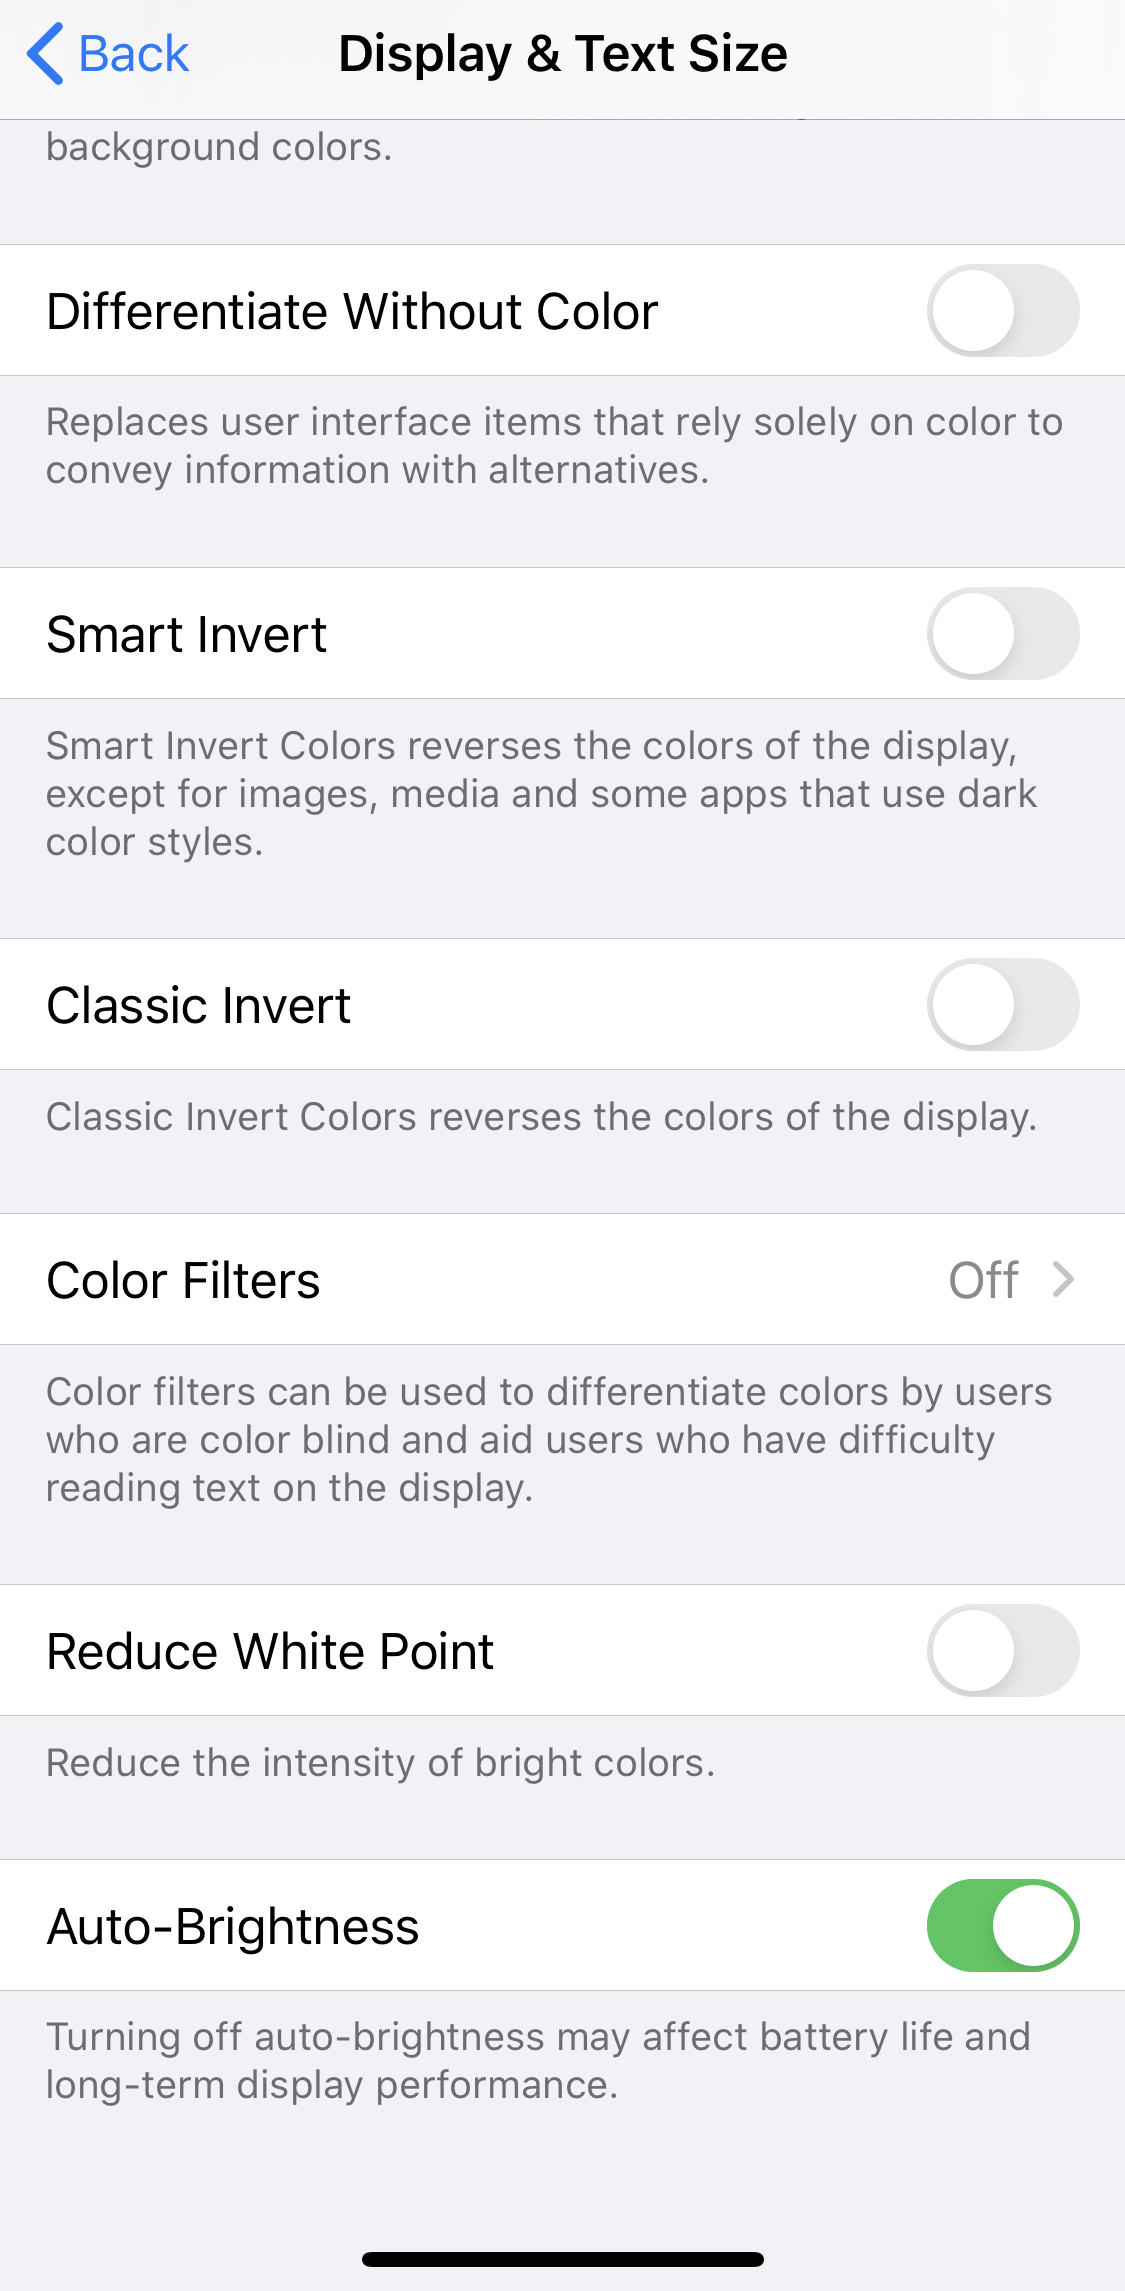 Back
Display & Text Size
background colors.
Differentiate Without Color
Replaces user interface items that rely solely on color to
convey information with alternatives.
Smart Invert
Smart Invert Colors reverses the colors of the display,
except for images, media and some apps that use dark
color styles.
Classic Invert
Classic Invert Colors reverses the colors of the display.
Color Filters
Off
Color filters can be used to differentiate colors by users
who are color blind and aid users who have difficulty
reading text on the display.
Reduce White Point
Reduce the intensity of bright colors.
Auto-Brightness
Turning off auto-brightness may affect battery life and
long-term display performance.